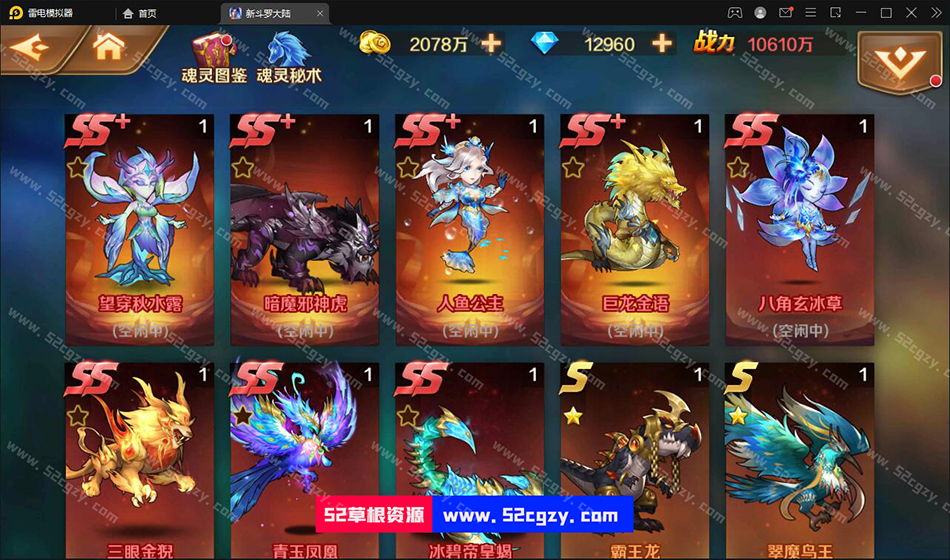 雷电模拟器
首页
新斗罗大陆
魂灵图鉴
魂灵秘术
2078万
12960
战力 10610万
SS+ 1
SS+ 1
SS+ 1
SS+ 1
SS 1
望穿秋水露
暗魔邪神虎
人鱼公主
巨龙金语
八角玄冰草
(空闲中)
(空闲中)
(空闲中)
(空闲中)
(空闲中)
SS 1
SS 1
SS 1
S 1
S 1
52草根资源 www.52cgzy.com
三眼金猊
青玉凤凰
冰碧帝皇蝎
霸王龙
翠魔鸟王
www.52cgzy.com